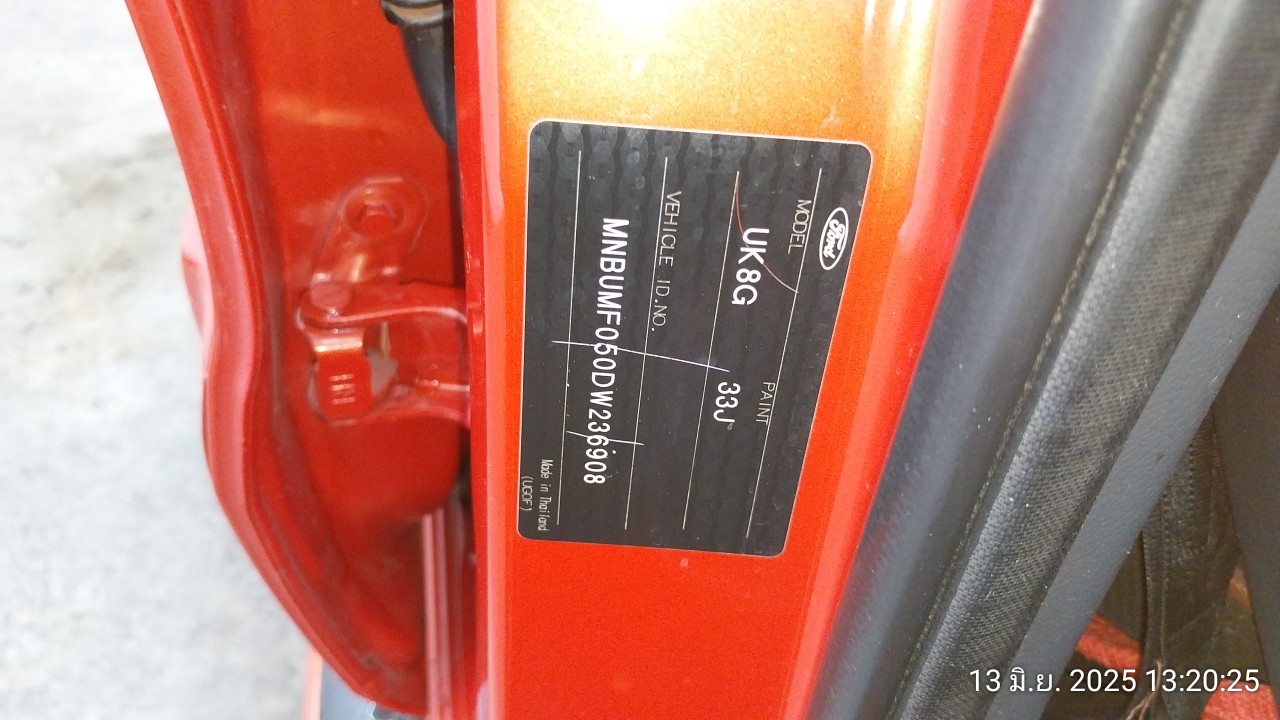 Ford
MODEL
UK8G
PAINT
33J
VEHICLE ID.NO.
MNBUMF050DW236908
Made in Thailand
(UGOF)
13 มิ.ย. 2025 13:20:25